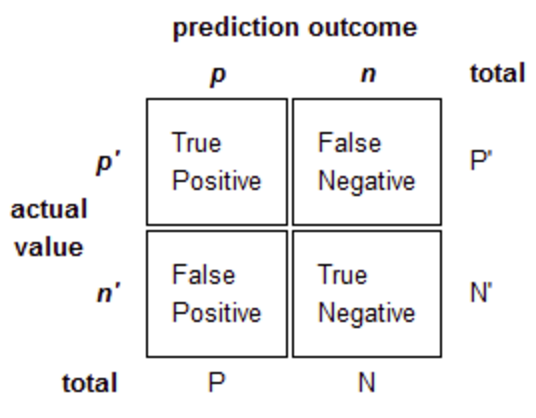 prediction outcome
p n total
True False
p' P'
Positive Negative
actual
value
False True
n' N'
Positive Negative
total P N